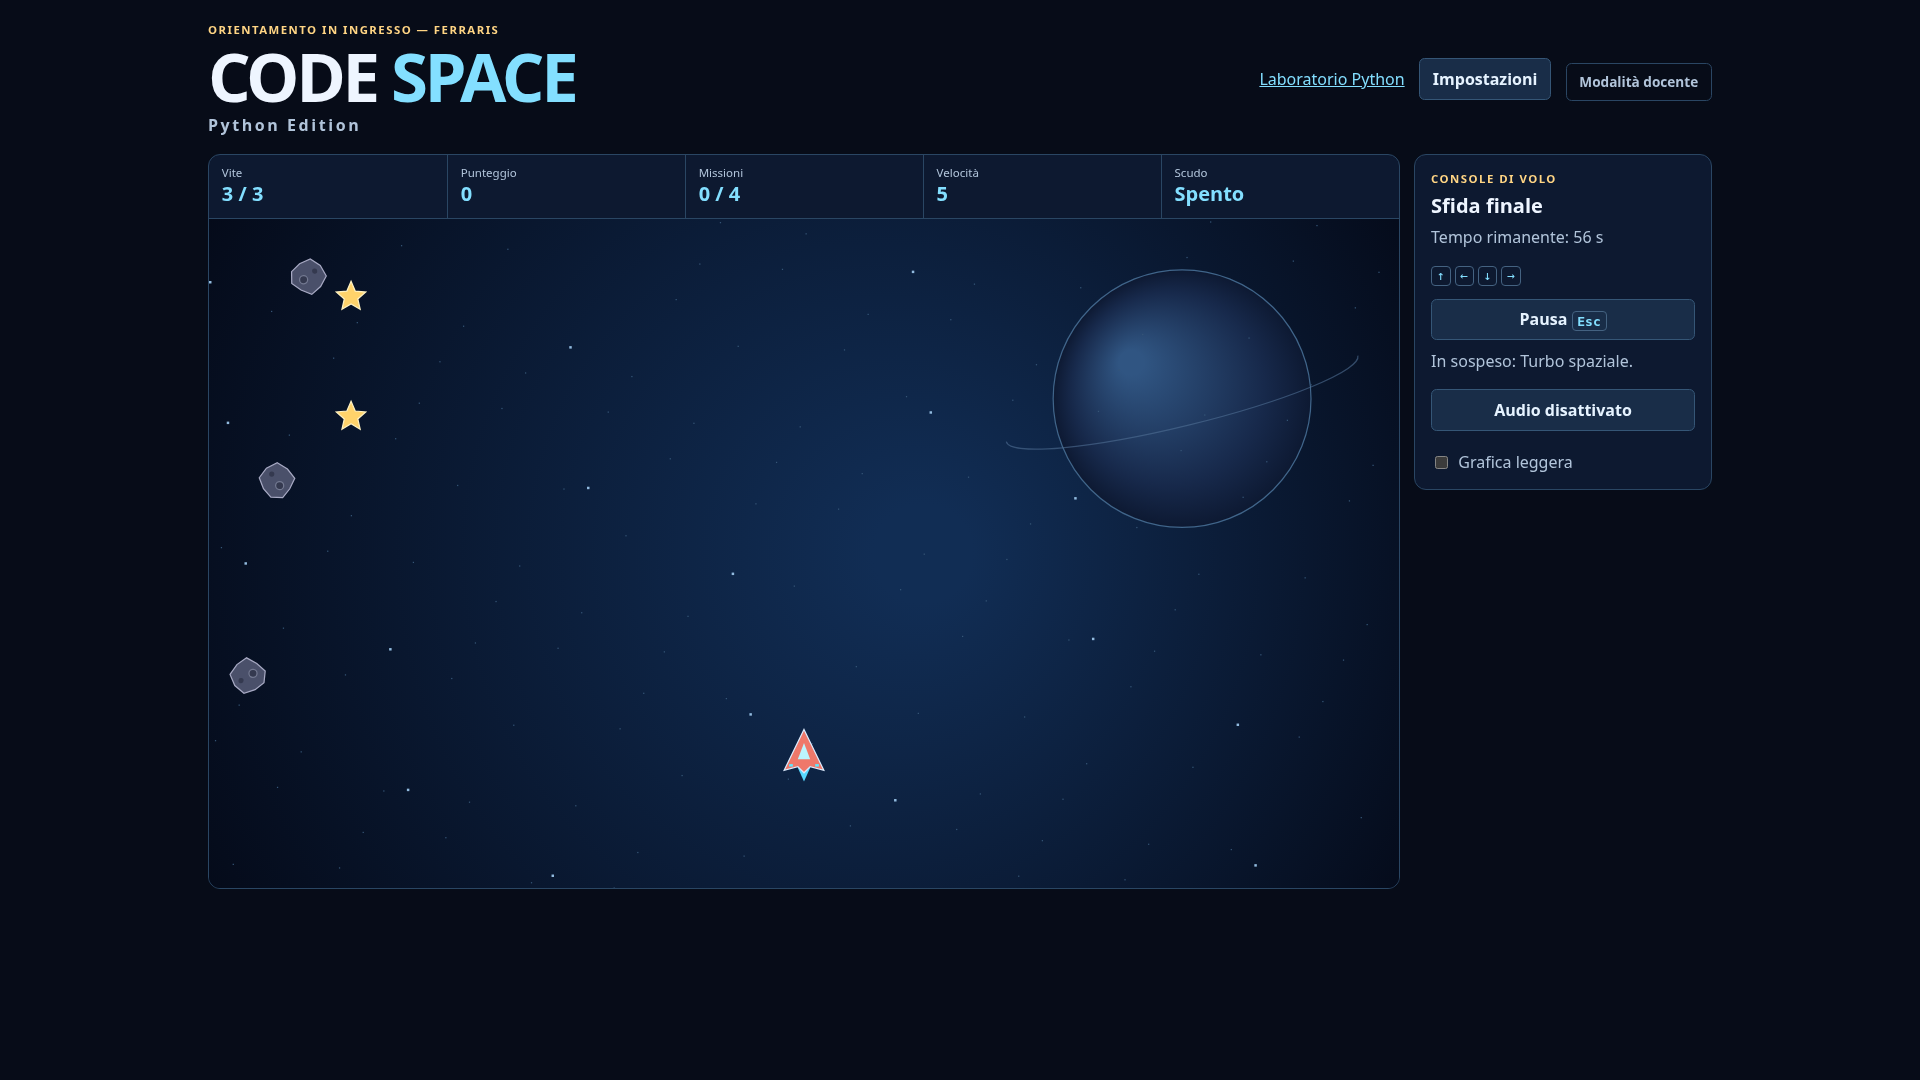 ORIENTAMENTO IN INGRESSO — FERRARIS
CODE SPACE
Python Edition
Laboratorio Python
Impostazioni
Modalità docente
Vite
3 / 3
Punteggio
0
Missioni
0 / 4
Velocità
5
Scudo
Spento
CONSOLE DI VOLO
Sfida finale
Tempo rimanente: 56 s
↑ ← ↓ →
Pausa Esc
In sospeso: Turbo spaziale.
Audio disattivato
Grafica leggera